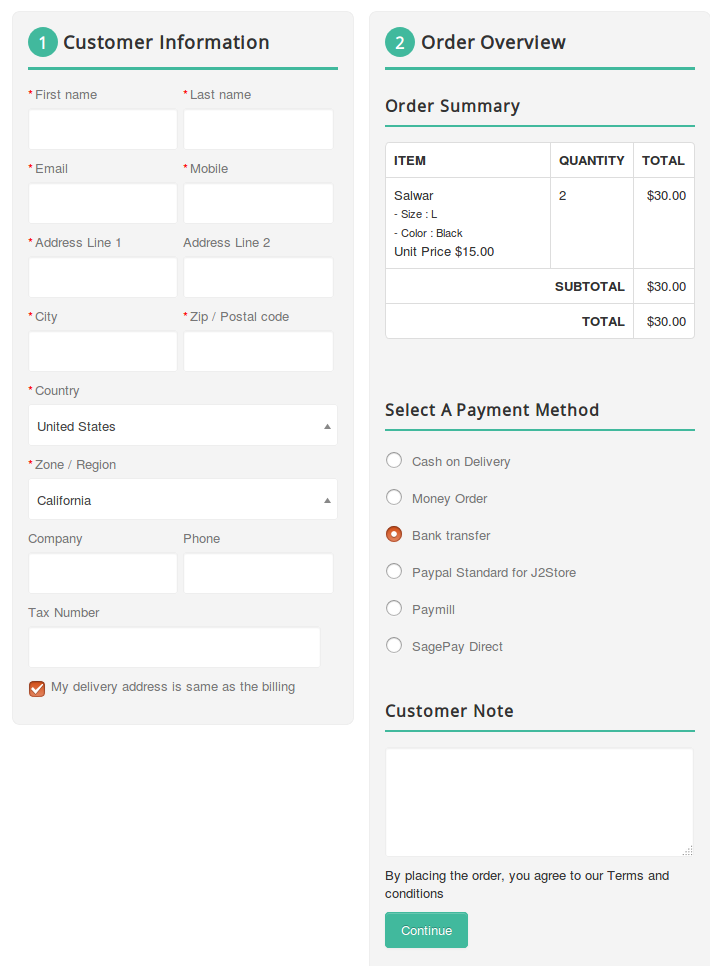 1 Customer Information
* First name * Last name
* Email * Mobile
* Address Line 1 Address Line 2
* City * Zip / Postal code
* Country
United States
* Zone / Region
California
Company Phone
Tax Number
My delivery address is same as the billing
2 Order Overview
Order Summary
ITEM QUANTITY TOTAL
Salwar 2 $30.00
- Size : L
- Color : Black
Unit Price $15.00
SUBTOTAL $30.00
TOTAL $30.00
Select A Payment Method
Cash on Delivery
Money Order
Bank transfer
Paypal Standard for J2Store
Paymill
SagePay Direct
Customer Note
By placing the order, you agree to our Terms and
conditions
Continue